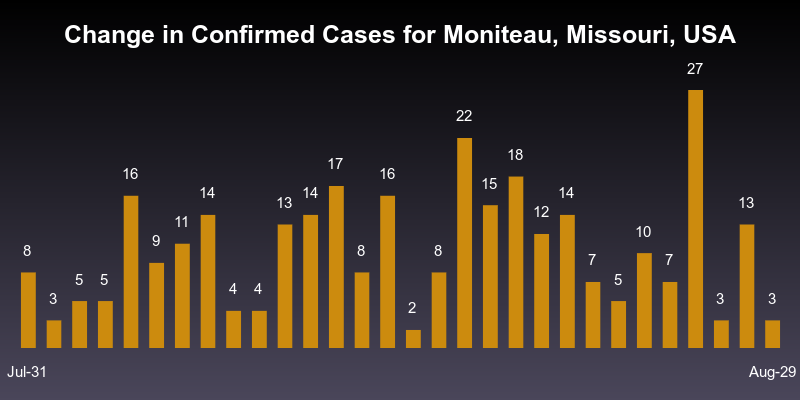 Change in Confirmed Cases for Moniteau, Missouri, USA
8 3 5 5 16 9 11 14 4 4 13 14 17 8 16 2 8 22 15 18 12 14 7 5 10 7 27 3 13 3
Jul-31 Aug-29